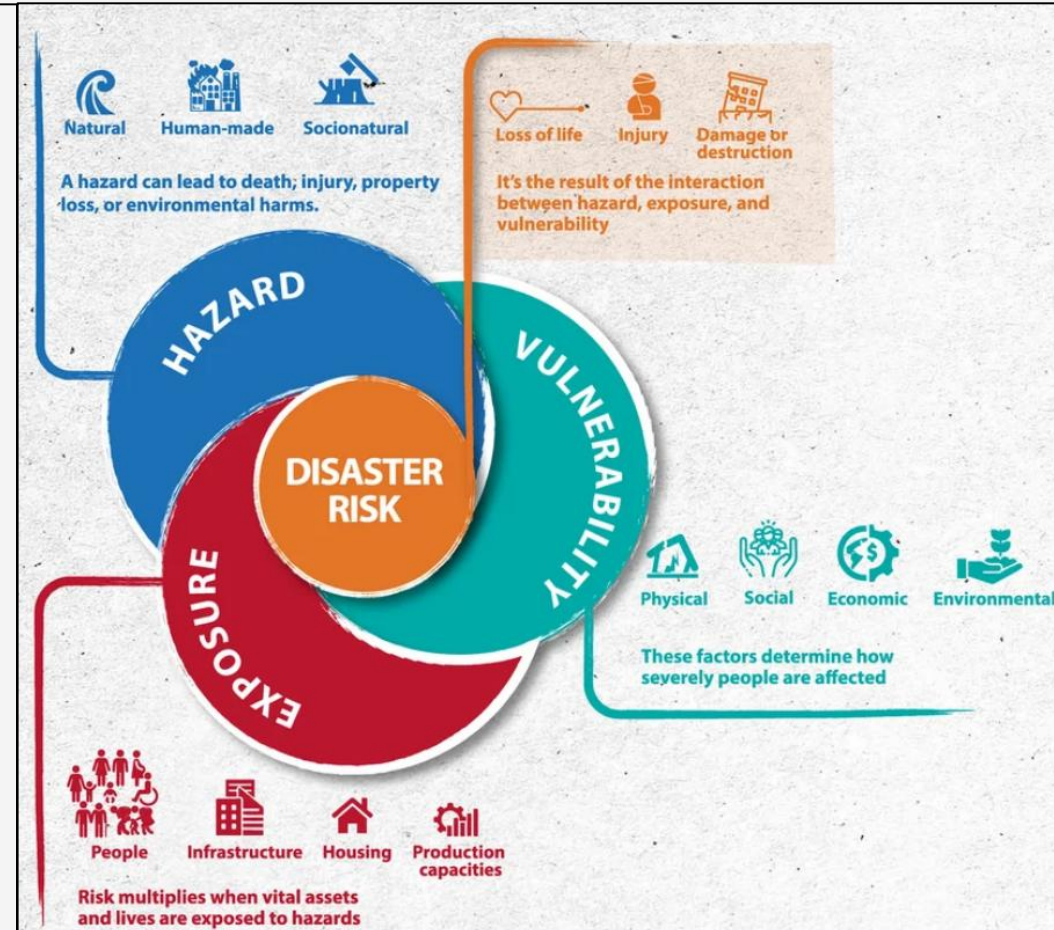 Natural
Human-made
Socionatural
A hazard can lead to death, injury, property
loss, or environmental harms.
Loss of life
Injury
Damage or
destruction
It's the result of the interaction
between hazard, exposure, and
vulnerability
HAZARD
VULNERABILITY
DISASTER
RISK
EXPOSURE
Physical
Social
Economic
Environmental
These factors determine how
severely people are affected
People
Infrastructure
Housing
Production
capacities
Risk multiplies when vital assets
and lives are exposed to hazards